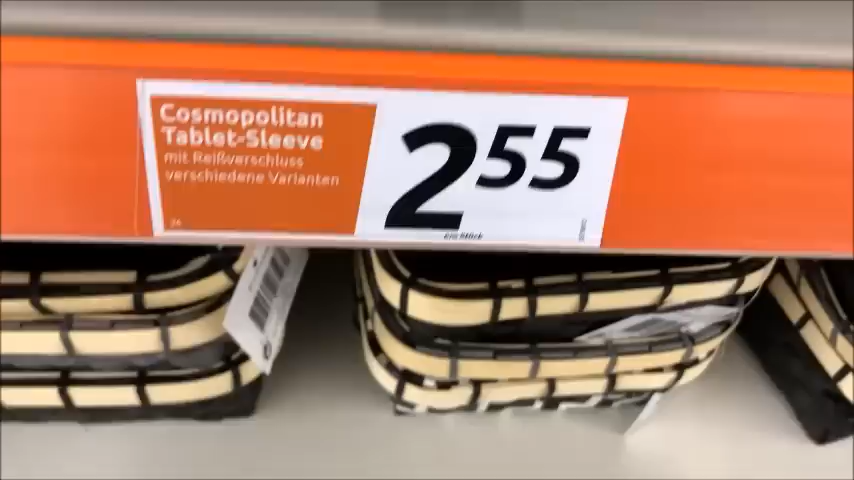 Cosmopolitan
Tablet-Sleeve
mit Reißverschluss
verschiedene Varianten
2 55